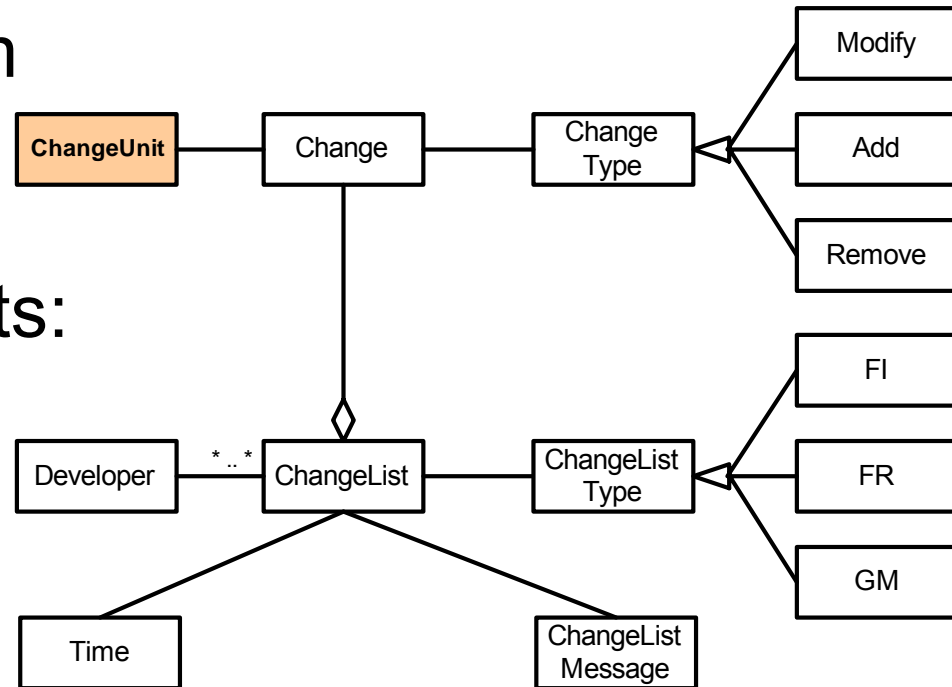 Modify
ChangeUnit
Change
Change
Type
Add
Remove
ts:
FI
Developer
* .. *
ChangeList
ChangeList
Type
FR
GM
Time
ChangeList
Message